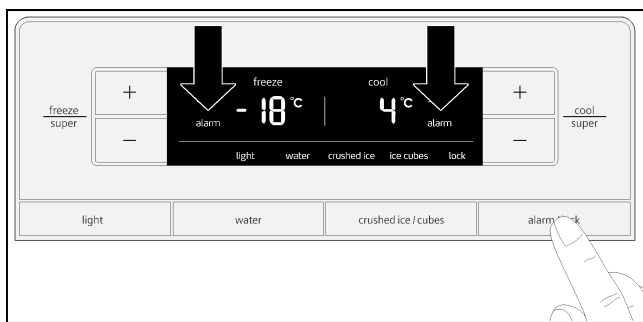 freeze cool
+ +
- 18 °C 4 °C
freeze cool
super super
alarm alarm
– –
light water crushed ice ice cubes lock
light water crushed ice / cubes